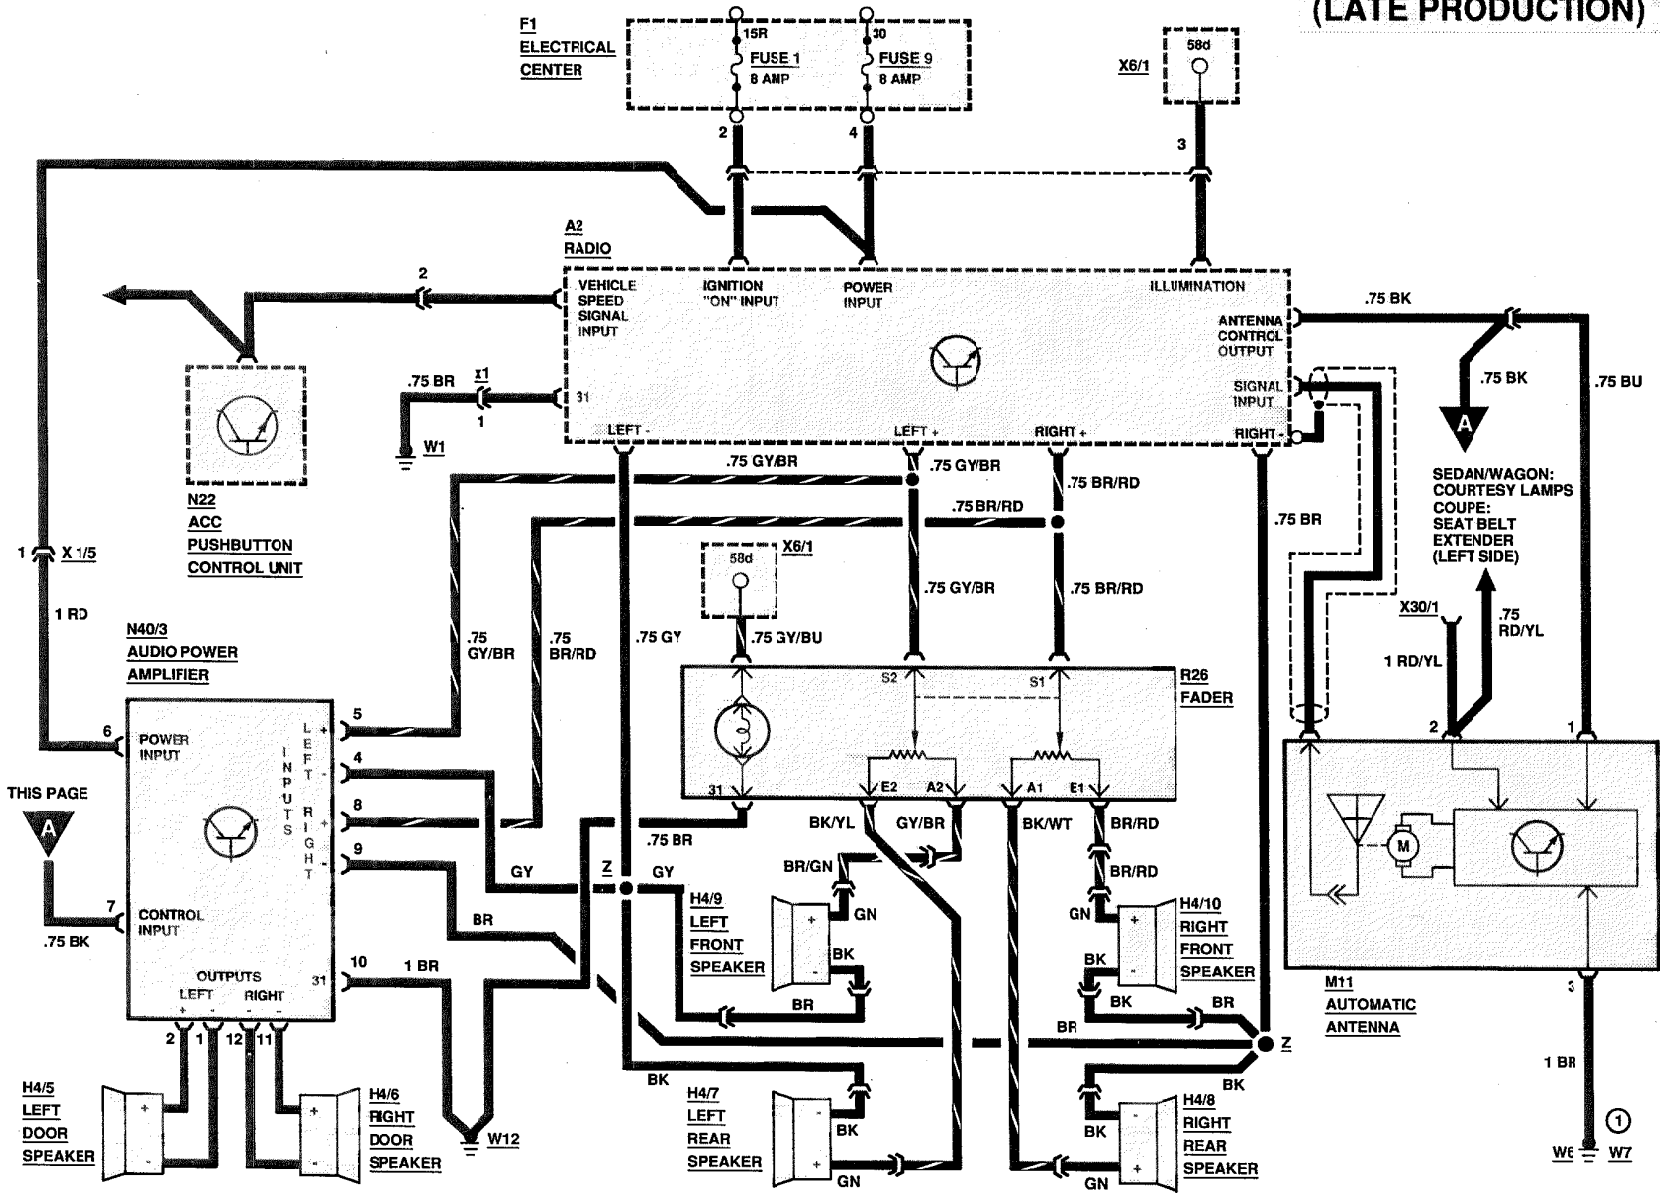 (LATE PRODUCTION)
F1
ELECTRICAL
CENTER
15R
FUSE 1
8 AMP
30
FUSE 9
8 AMP
X6/1
58d
2
4
3
A2
RADIO
2
VEHICLE
SPEED
SIGNAL
INPUT
IGNITION
"ON" INPUT
POWER
INPUT
ILLUMINATION
ANTENNA
CONTROL
OUTPUT
SIGNAL
INPUT
RIGHT-
31
LEFT -
LEFT +
RIGHT +
.75 BK
.75 BK
.75 BU
A
.75 BR
x1
1
W1
N22
ACC
PUSHBUTTON
CONTROL UNIT
.75 GY/BR
.75 GY/BR
.75 BR/RD
.75 BR/RD
.75 BR
SEDAN/WAGON:
COURTESY LAMPS
COUPE:
SEAT BELT
EXTENDER
(LEFT SIDE)
1
X 1/5
1 RD
58d
X6/1
.75 GY/BR
.75 BR/RD
X30/1
.75
RD/YL
1 RD/YL
.75
GY/BR
.75
BR/RD
.75 GY
.75 GY/BU
N40/3
AUDIO POWER
AMPLIFIER
S2
S1
R26
FADER
6
POWER
INPUT
5
4
8
9
LEFT RIGHT
INPUTS
+
-
+
-
2
1
THIS PAGE
A
31
E2
A2
A1
E1
.75 BR
BK/YL
GY/BR
BK/WT
BR/RD
BR/GN
BR/RD
M
7
CONTROL
INPUT
.75 BK
GY
Z
GY
BR
H4/9
LEFT
FRONT
SPEAKER
+
-
GN
BK
BR
GN
BK
BK
BR
+
-
H4/10
RIGHT
FRONT
SPEAKER
10
1 BR
31
OUTPUTS
LEFT
RIGHT
+
-
-
-
2
1
12
11
M11
AUTOMATIC
ANTENNA
3
1 BR
BR
Z
BK
BK
H4/5
LEFT
DOOR
SPEAKER
+
-
+
-
H4/6
RIGHT
DOOR
SPEAKER
W12
H4/7
LEFT
REAR
SPEAKER
-
+
BK
GN
BK
GN
-
+
H4/8
RIGHT
REAR
SPEAKER
1
W6
W7